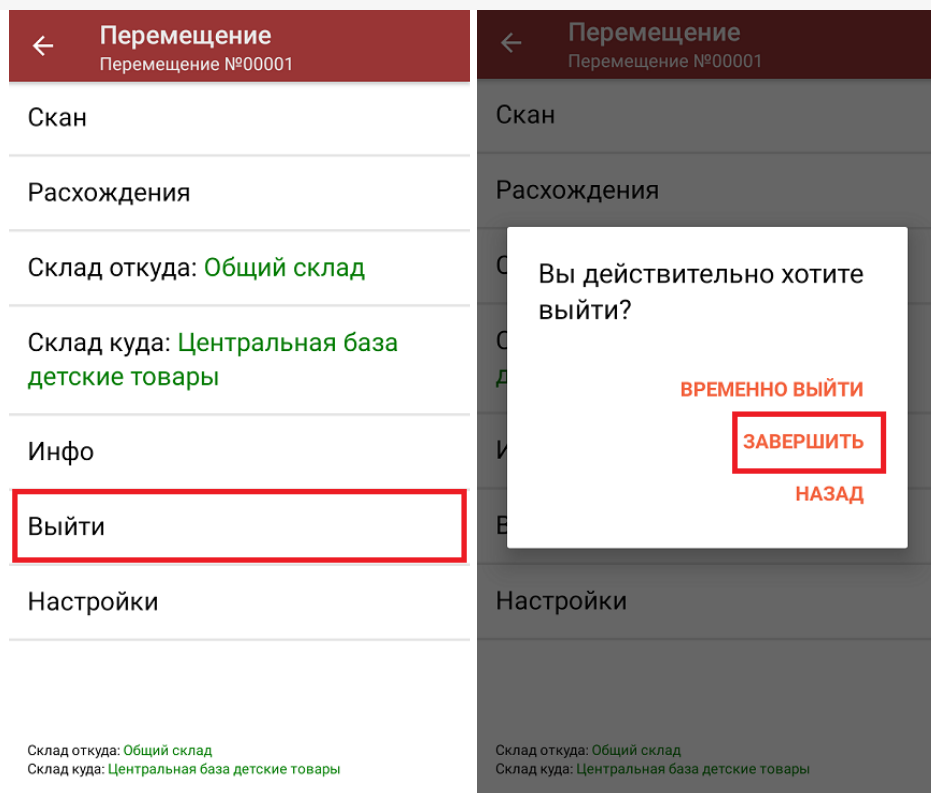 Перемещение
Перемещение №00001
Скан
Расхождения
Склад откуда: Общий склад
Склад куда: Центральная база
детские товары
Инфо
Выйти
Настройки
Склад откуда: Общий склад
Склад куда: Центральная база детские товары
Перемещение
Перемещение №00001
Скан
Расхождения
Вы действительно хотите
выйти?
ВРЕМЕННО ВЫЙТИ
ЗАВЕРШИТЬ
НАЗАД
Настройки
Склад откуда: Общий склад
Склад куда: Центральная база детские товары